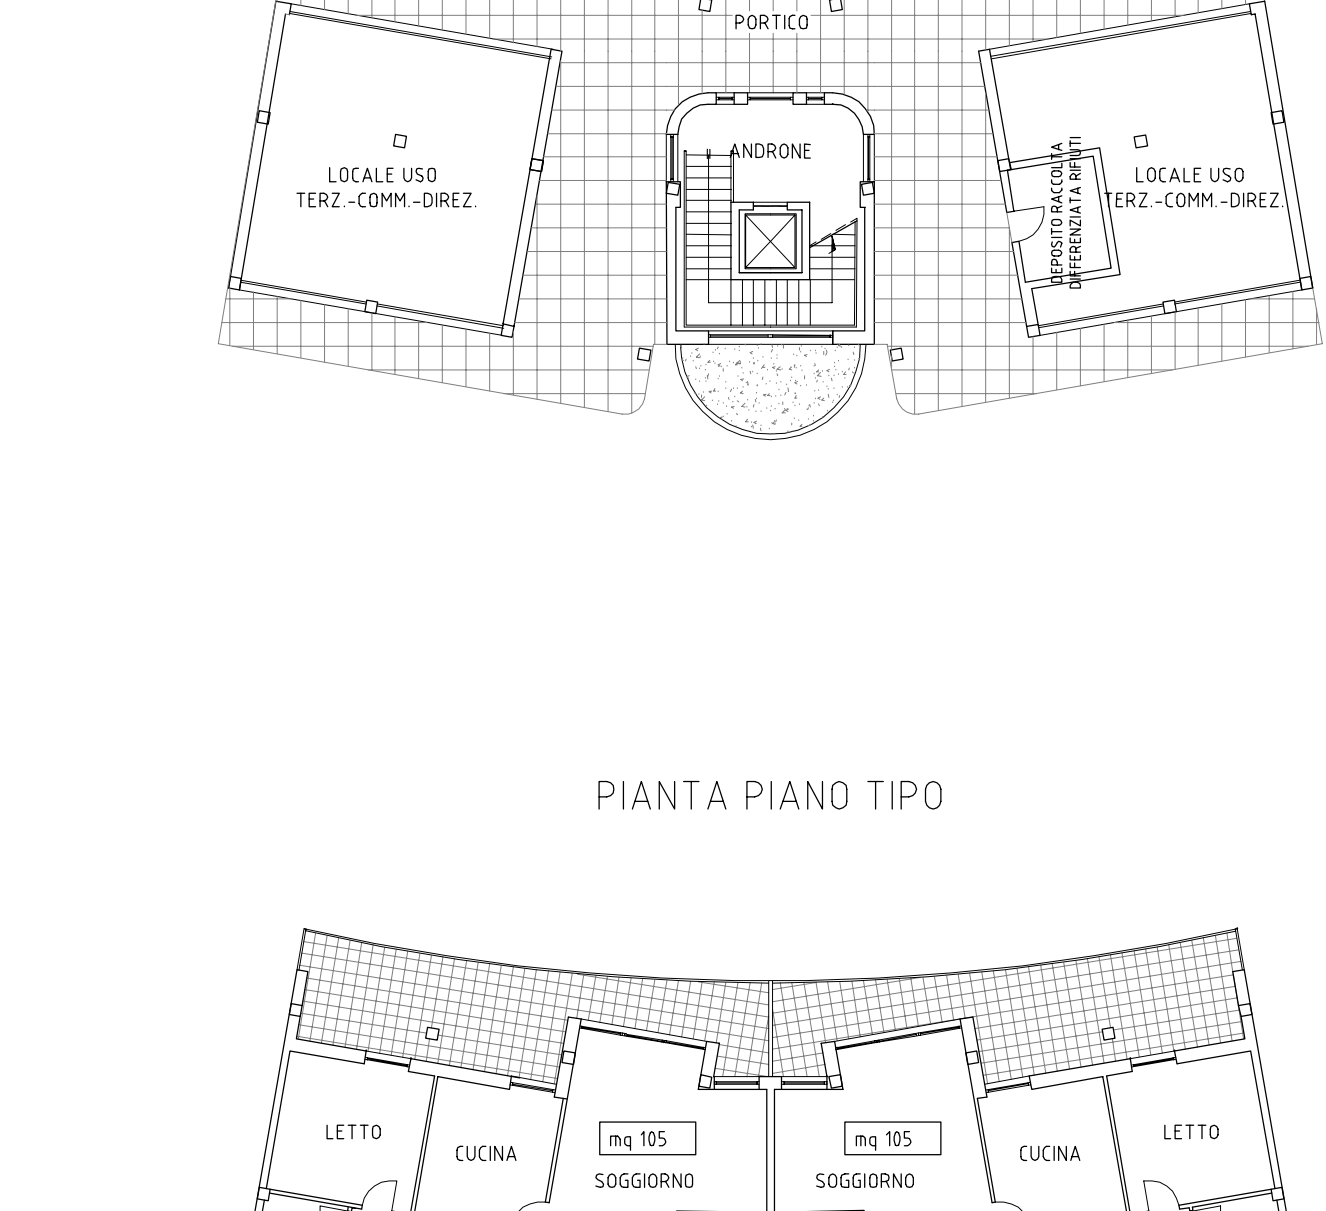 PORTICO
ANDRONE
LOCALE USO
TERZ.-COMM.-DIREZ.
DEPOSITO RACCOLTA
DIFFERENZIATA RIFIUTI
LOCALE USO
TERZ.-COMM.-DIREZ.
PIANTA PIANO TIPO
LETTO
CUCINA
mq 105
SOGGIORNO
mq 105
SOGGIORNO
CUCINA
LETTO